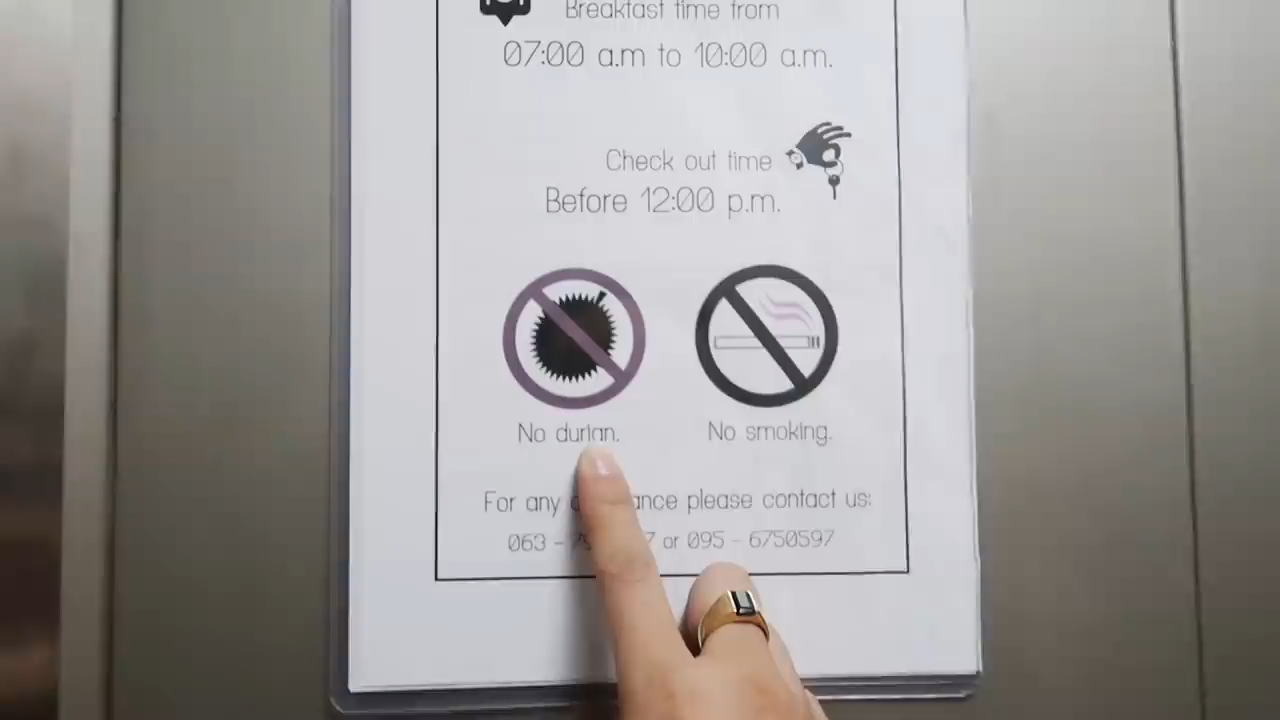 Breakfast time from
07:00 a.m to 10:00 a.m.
Check out time
Before 12:00 p.m.
No durian.
No smoking.
For any please contact us:
063 - or 095 - 6750597